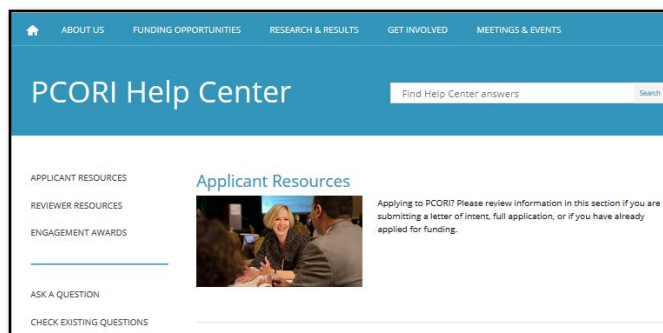 ABOUT US FUNDING OPPORTUNITIES RESEARCH & RESULTS GET INVOLVED MEETINGS & EVENTS
PCORI Help Center
Find Help Center answers Search
APPLICANT RESOURCES
REVIEWER RESOURCES
ENGAGEMENT AWARDS
ASK A QUESTION
CHECK EXISTING QUESTIONS
Applicant Resources
Applying to PCORI? Please review information in this section if you are
submitting a letter of intent, full application, or if you have already
applied for funding.